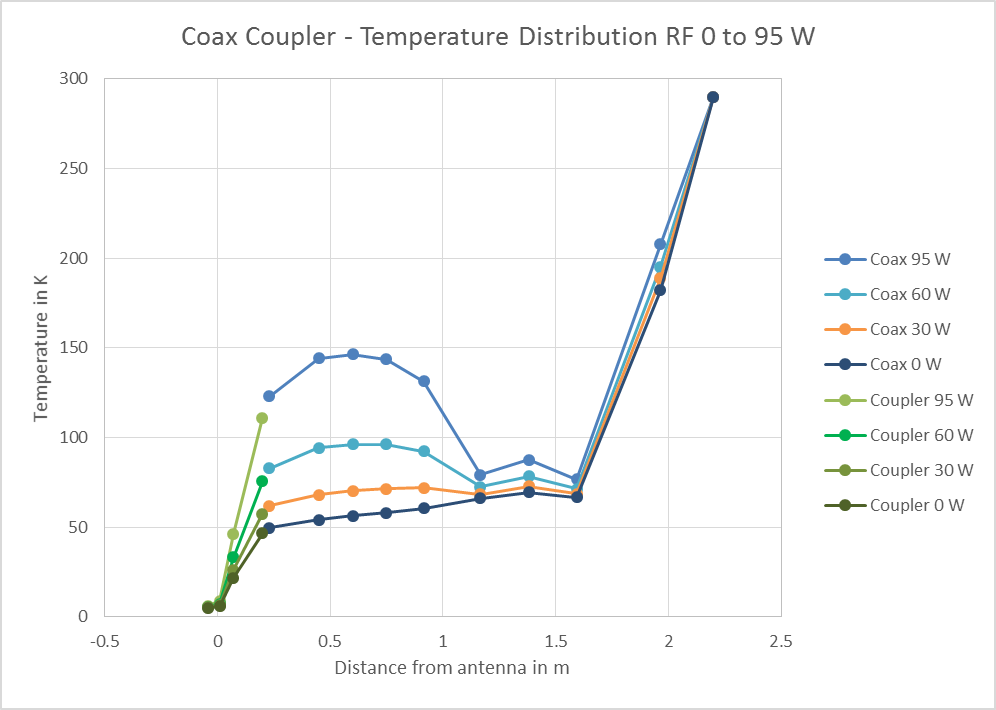 Coax Coupler - Temperature Distribution RF 0 to 95 W
300
250
200
150
100
50
0
Temperature in K
-0.5
0
0.5
1
1.5
2
2.5
Distance from antenna in m
Coax 95 W
Coax 60 W
Coax 30 W
Coax 0 W
Coupler 95 W
Coupler 60 W
Coupler 30 W
Coupler 0 W